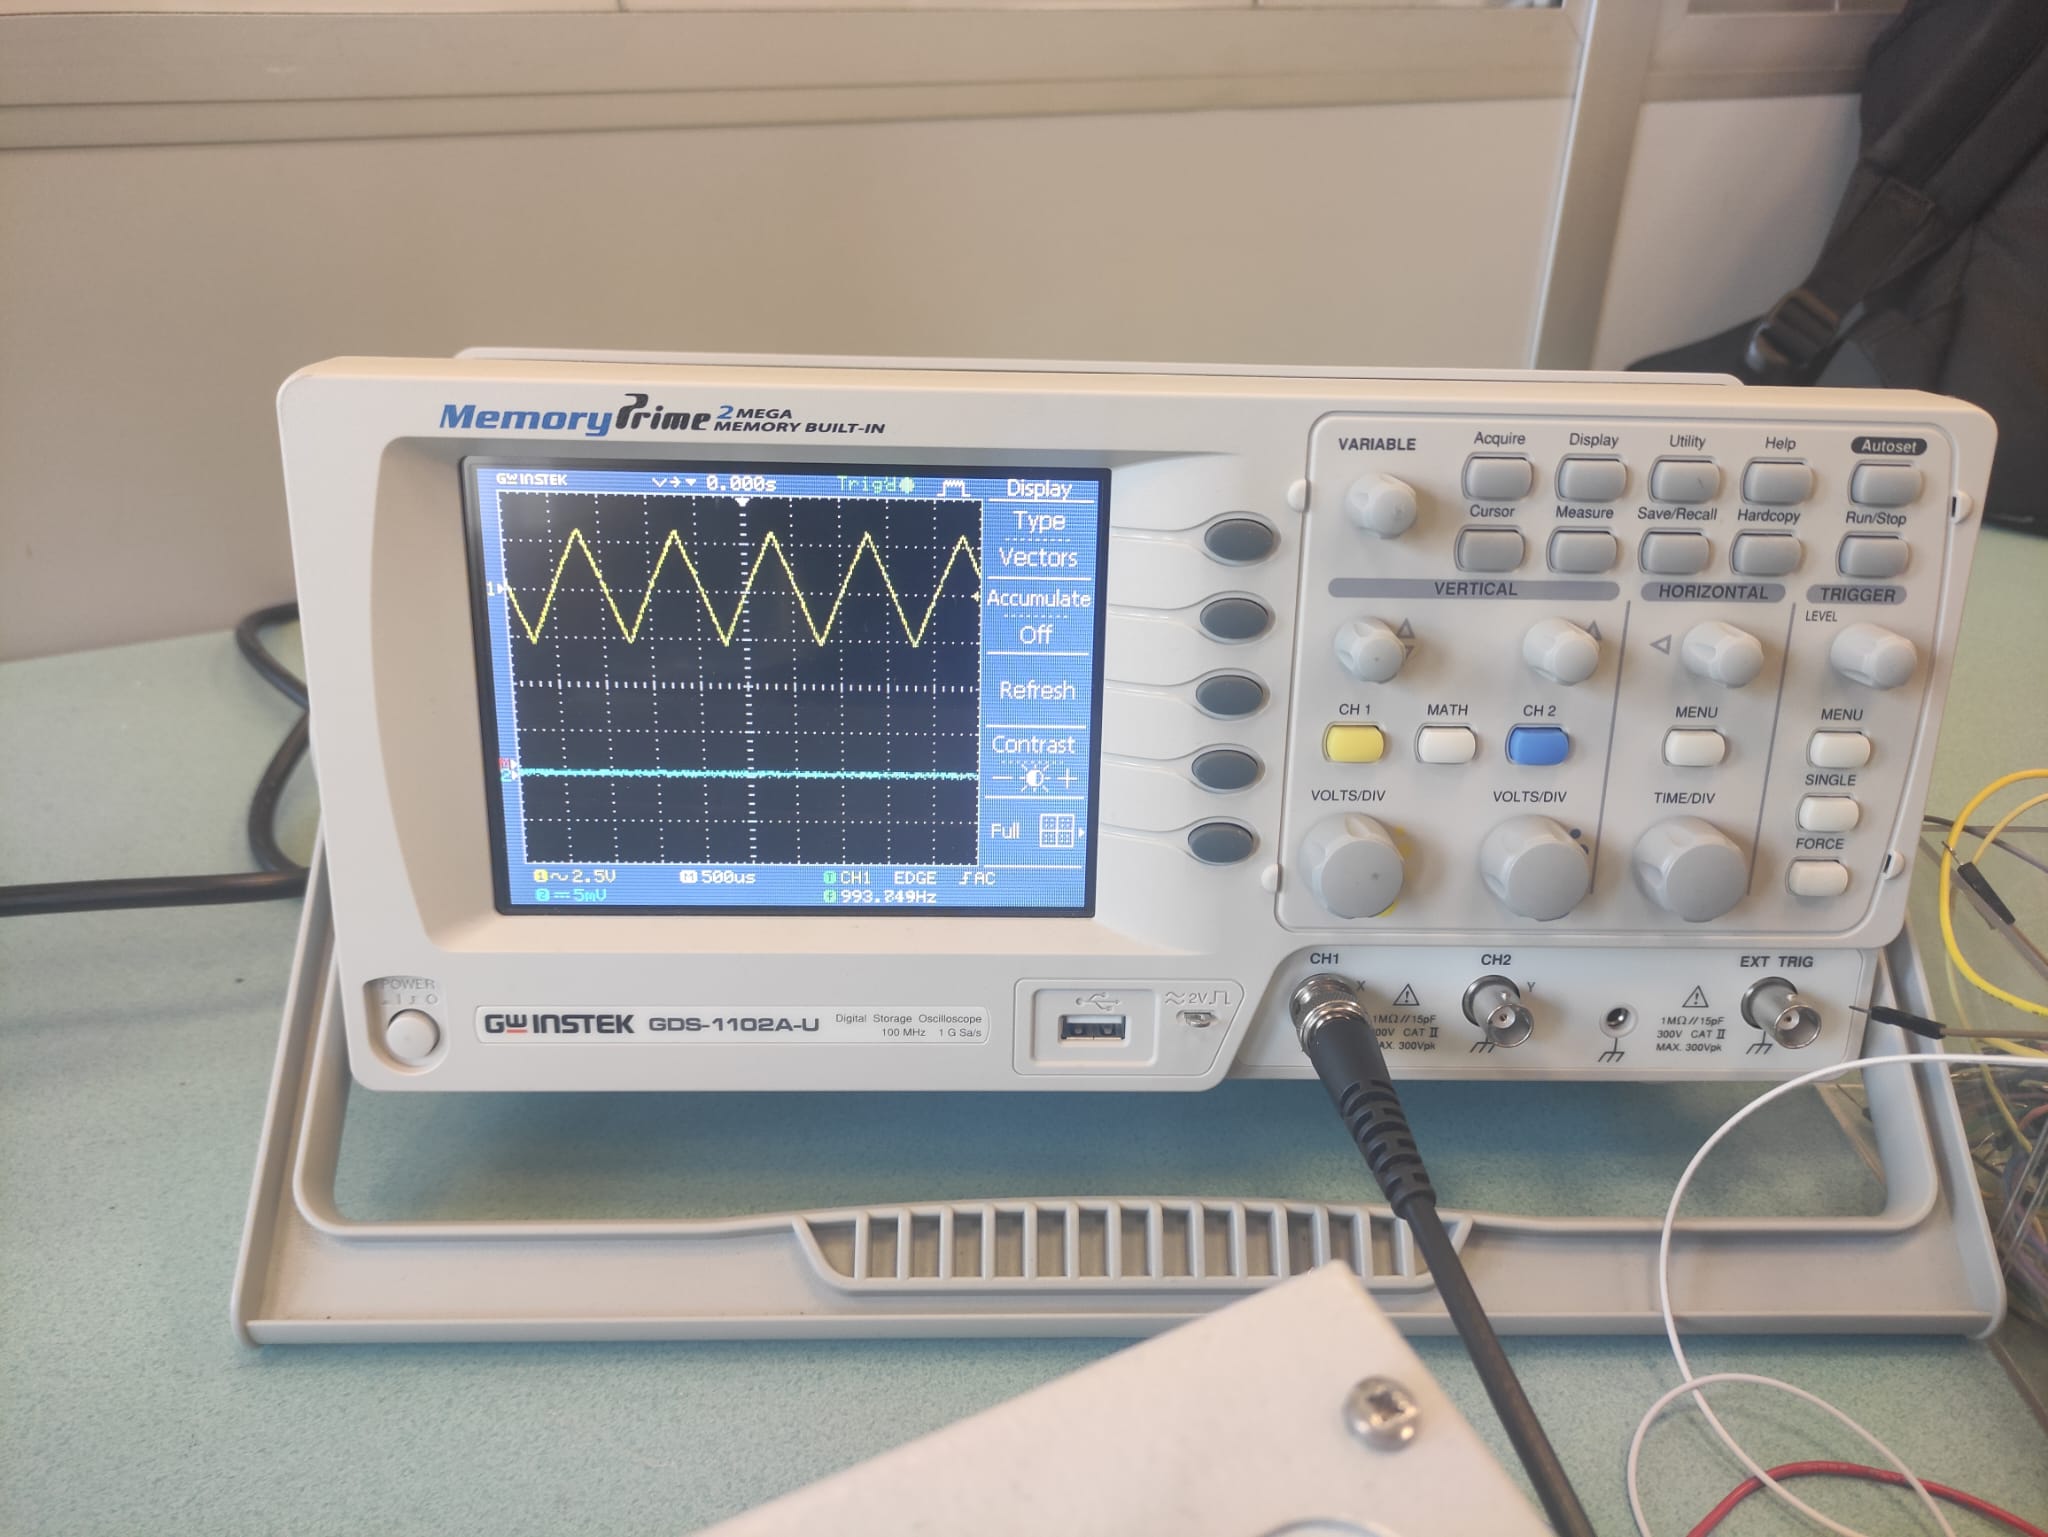 MemoryPrime 2 MEGA
MEMORY BUILT-IN
GW INSTEK
0.000s
Trig'd
Display
Type
Vectors
Accumulate
Off
Refresh
Contrast
- +
Full
1
2
1 2.5V
M 500us
T CH1 EDGE AC
2 5mV
VARIABLE
Acquire
Display
Utility
Help
Autoset
Cursor
Measure
Save/Recall
Hardcopy
Run/Stop
VERTICAL
HORIZONTAL
TRIGGER
LEVEL
CH 1
MATH
CH 2
MENU
MENU
SINGLE
VOLTS/DIV
VOLTS/DIV
TIME/DIV
FORCE
POWER
GW INSTEK GDS-1102A-U
Digital Storage Oscilloscope
100 MHz 1 G Sa/s
≂2V
CH1
X
CH2
Y
EXT TRIG
1MΩ//15pF
300V CAT II
MAX. 300Vpk